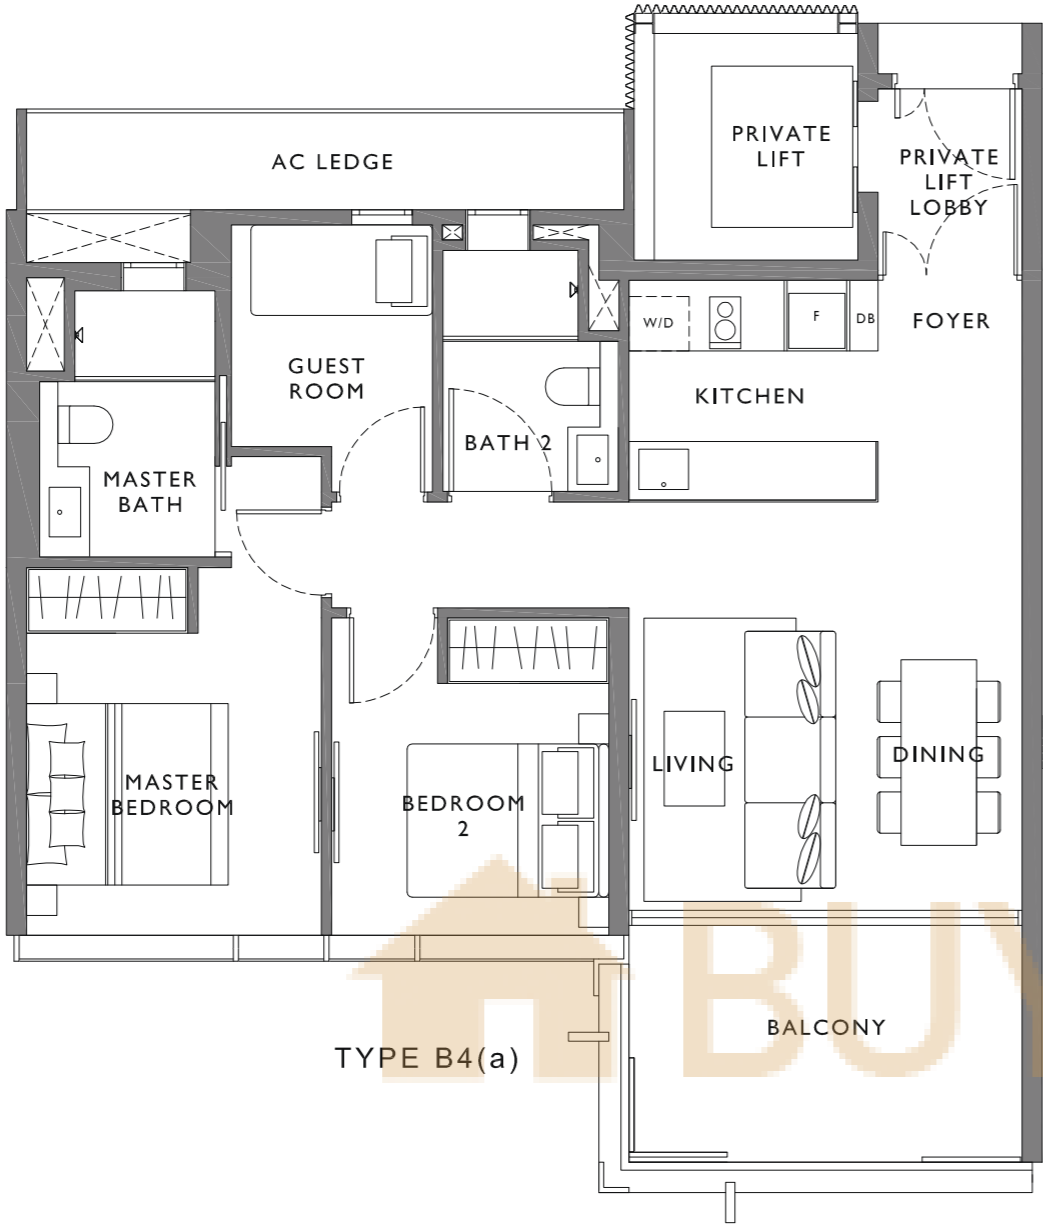 PRIVATE
LIFT
AC LEDGE
PRIVATE
LIFT
LOBBY
W/D
F
DB
FOYER
GUEST
ROOM
KITCHEN
BATH 2
MASTER
BATH
LIVING
DINING
MASTER
BEDROOM
BEDROOM
2
BUY
BALCONY
TYPE B4(a)